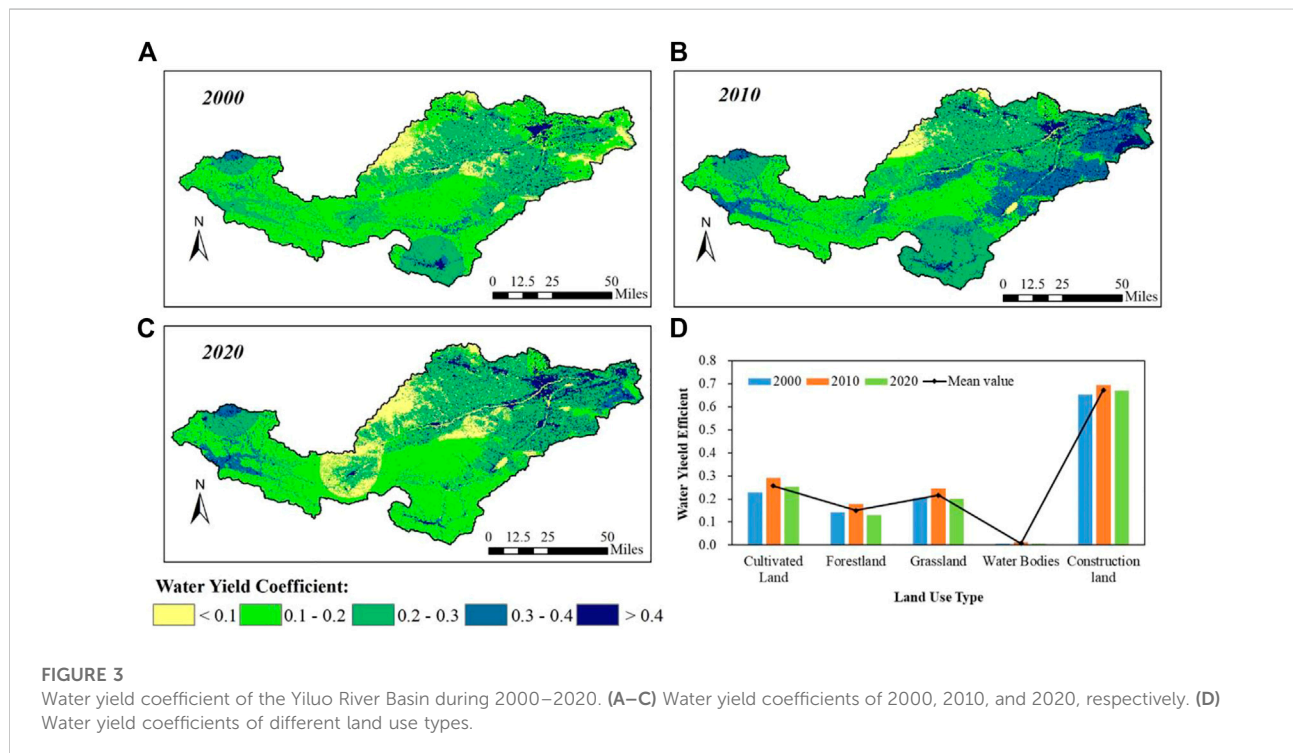 A
2000
N
0 12.5 25 50
Miles
B
2010
N
0 12.5 25 50
Miles
C
2020
N
0 12.5 25 50
Miles
Water Yield Coefficient:
< 0.1 0.1 - 0.2 0.2 - 0.3 0.3 - 0.4 > 0.4
D
Water Yieeld Efficient
0.8
0.7
0.6
0.5
0.4
0.3
0.2
0.1
0.0
2000 2010 2020 Mean value
Cultivated Land Forestland Grassland Water Bodies Construction land
Land Use Type
FIGURE 3
Water yield coefficient of the Yiluo River Basin during 2000–2020. (A–C) Water yield coefficients of 2000, 2010, and 2020, respectively. (D)
Water yield coefficients of different land use types.